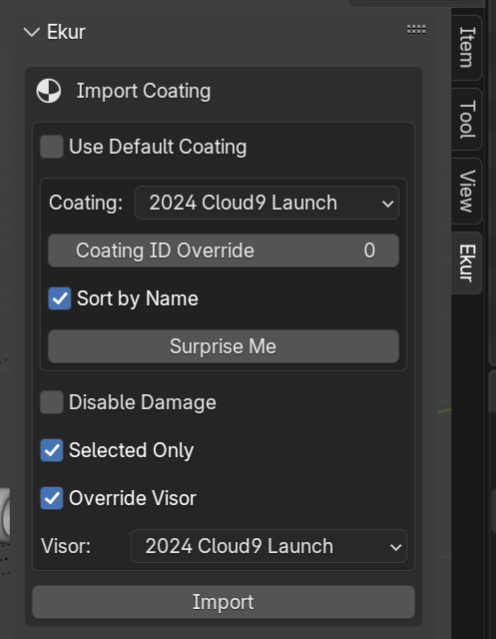 Ekur
Import Coating
Use Default Coating
Coating: 2024 Cloud9 Launch
Coating ID Override 0
Sort by Name
Surprise Me
Disable Damage
Selected Only
Override Visor
Visor: 2024 Cloud9 Launch
Import
Item
Tool
View
Ekur